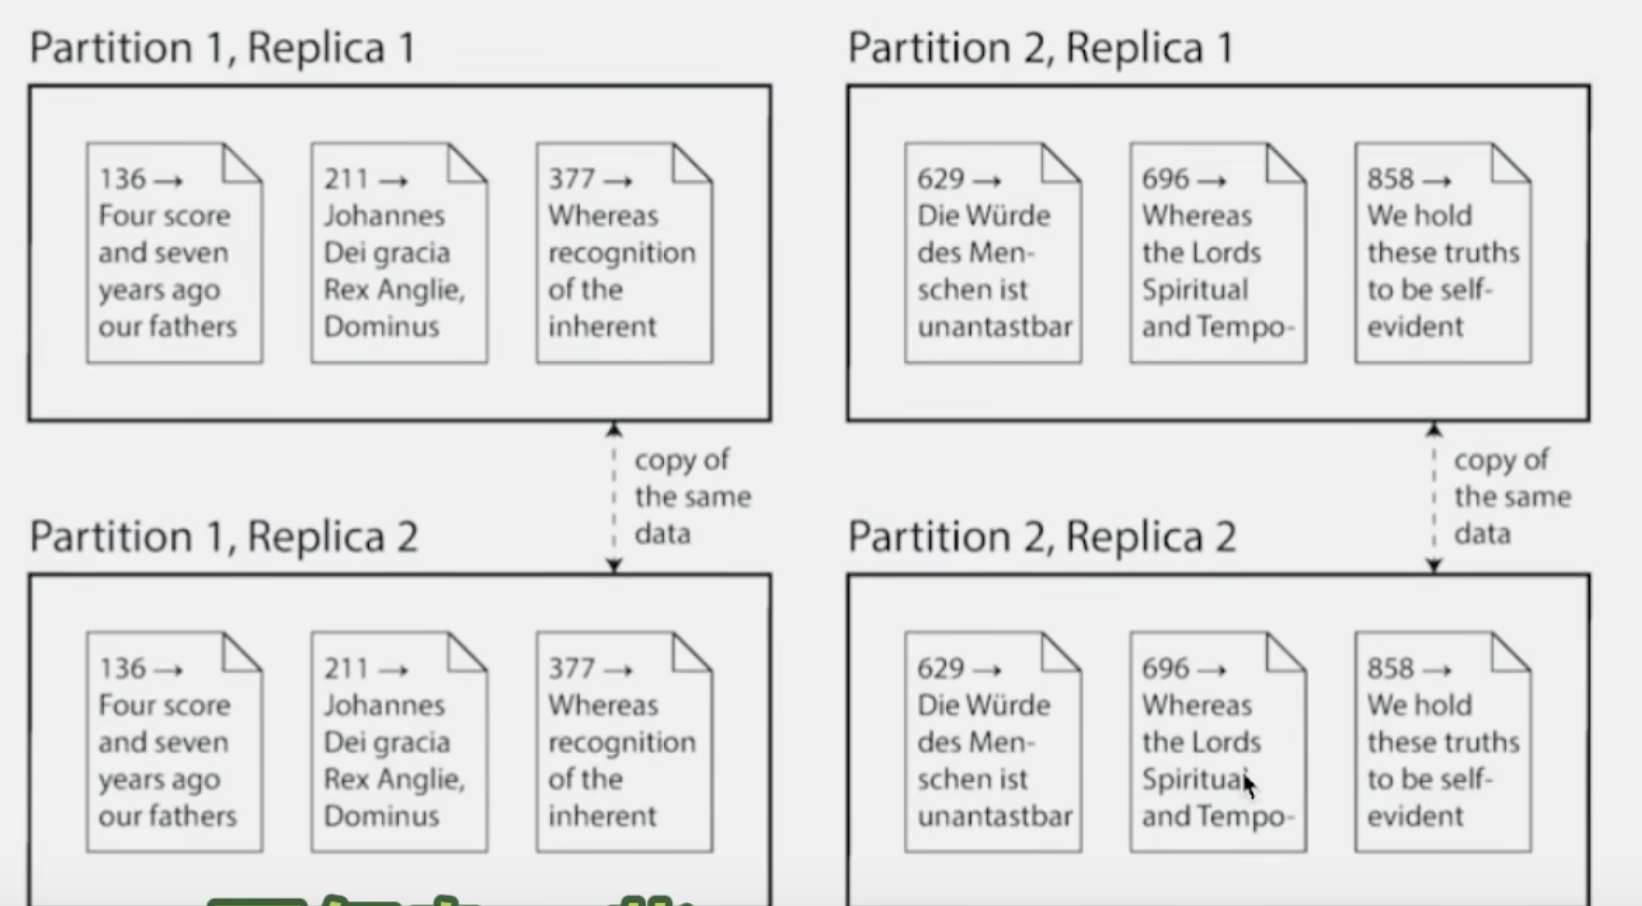 Partition 1, Replica 1
136 →
Four score
and seven
years ago
our fathers
211 →
Johannes
Dei gracia
Rex Anglie,
Dominus
377 →
Whereas
recognition
of the
inherent
Partition 2, Replica 1
629 →
Die Würde
des Men-
schen ist
unantastbar
696 →
Whereas
the Lords
Spiritual
and Tempo-
858 →
We hold
these truths
to be self-
evident
copy of
the same
data
copy of
the same
data
Partition 1, Replica 2
136 →
Four score
and seven
years ago
our fathers
211 →
Johannes
Dei gracia
Rex Anglie,
Dominus
377 →
Whereas
recognition
of the
inherent
Partition 2, Replica 2
629 →
Die Würde
des Men-
schen ist
unantastbar
696 →
Whereas
the Lords
Spiritual
and Tempo-
858 →
We hold
these truths
to be self-
evident